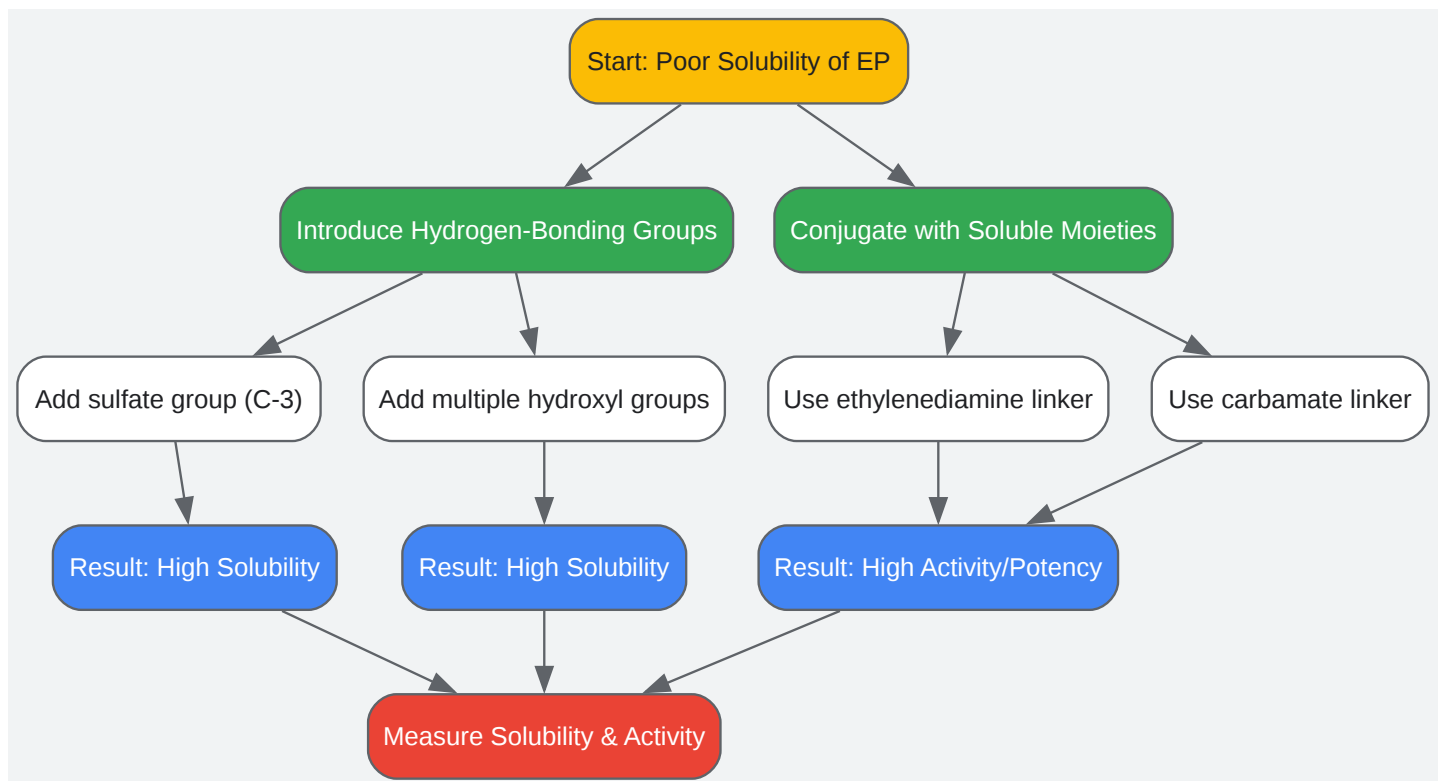 Start: Poor Solubility of EP
Introduce Hydrogen-Bonding Groups
Conjugate with Soluble Moieties
Add sulfate group (C-3)
Add multiple hydroxyl groups
Use ethylenediamine linker
Use carbamate linker
Result: High Solubility
Result: High Solubility
Result: High Activity/Potency
Measure Solubility & Activity